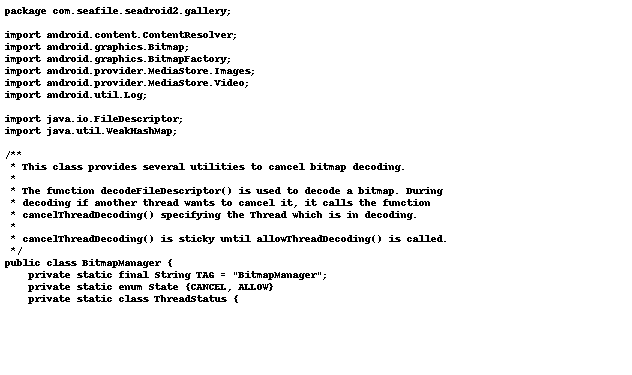 package com.seafile.seadroid2.gallery;

import android.content.ContentResolver;
import android.graphics.Bitmap;
import android.graphics.BitmapFactory;
import android.provider.MediaStore.Images;
import android.provider.MediaStore.Video;
import android.util.Log;

import java.io.FileDescriptor;
import java.util.WeakHashMap;

/**
 * This class provides several utilities to cancel bitmap decoding.
 *
 * The function decodeFileDescriptor() is used to decode a bitmap. During
 * decoding if another thread wants to cancel it, it calls the function
 * cancelThreadDecoding() specifying the Thread which is in decoding.
 *
 * cancelThreadDecoding() is sticky until allowThreadDecoding() is called.
 */
public class BitmapManager {
    private static final String TAG = "BitmapManager";
    private static enum State {CANCEL, ALLOW}
    private static class ThreadStatus {